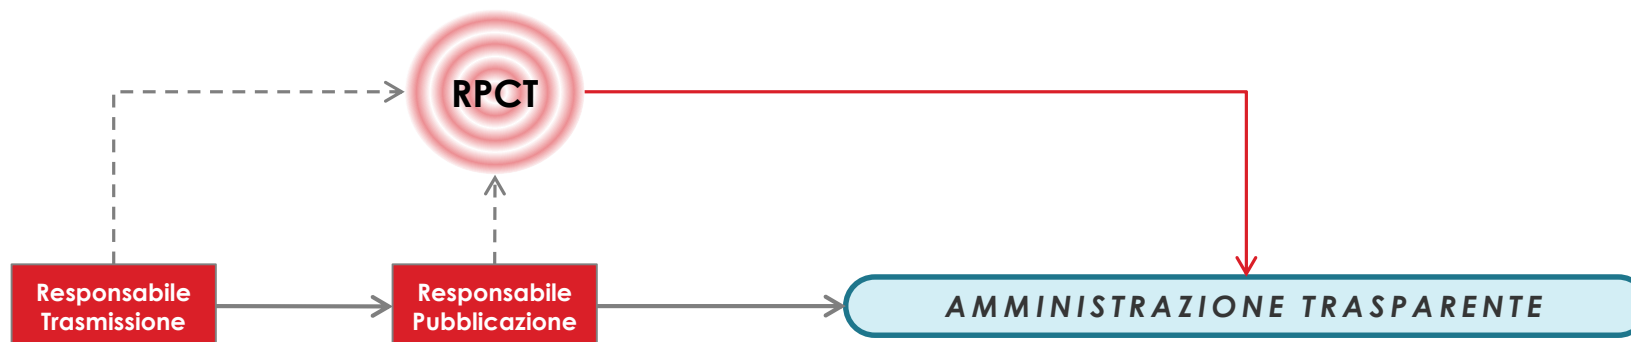 RPCT
Responsabile
Trasmissione
Responsabile
Pubblicazione
AMMINISTRAZIONE TRASPARENTE